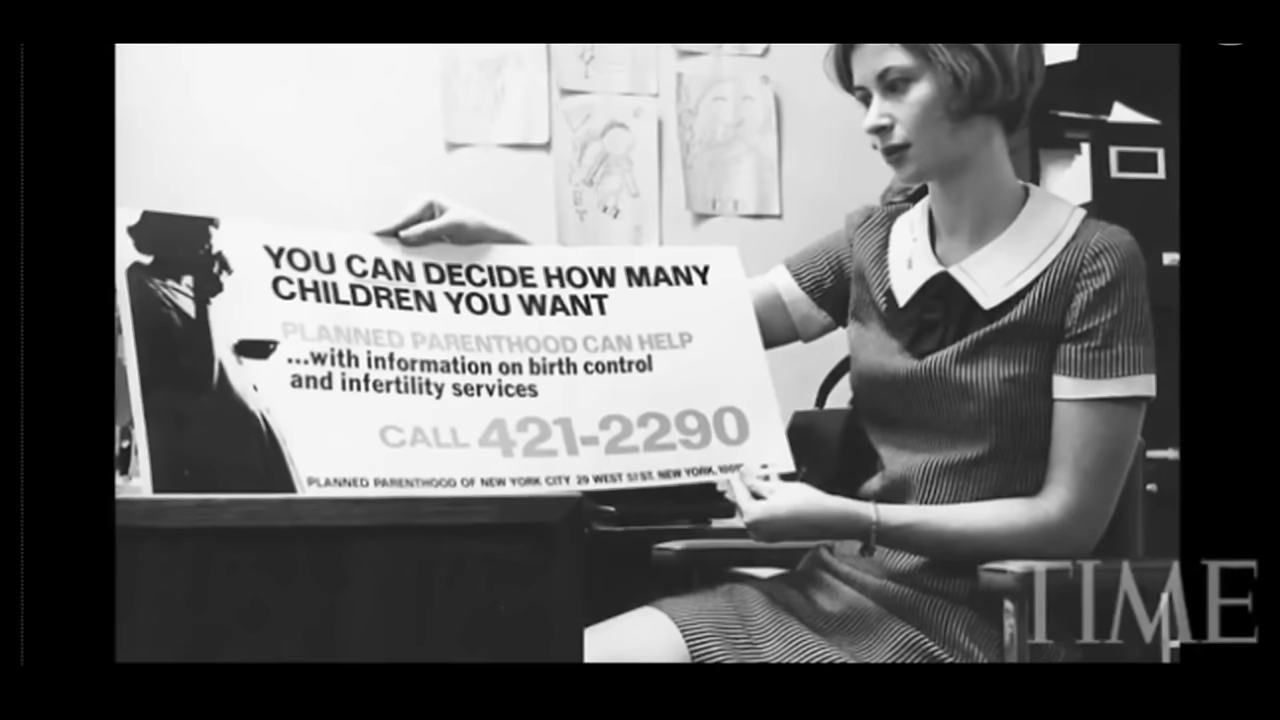 YOU CAN DECIDE HOW MANY
CHILDREN YOU WANT
PLANNED PARENTHOOD CAN HELP
...with information on birth control
and infertility services
CALL 421-2290
PLANNED PARENTHOOD OF NEW YORK CITY 29 WEST 51 ST. NEW YORK,
TIME